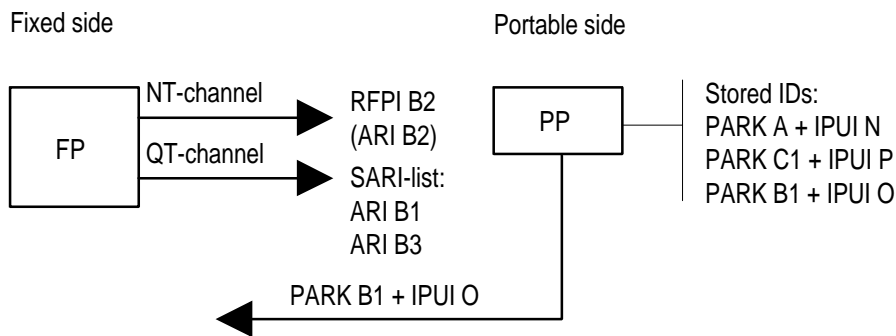 Fixed side
Portable side
FP
NT-channel
QT-channel
RFPI B2
(ARI B2)
SARI-list:
ARI B1
ARI B3
PP
Stored IDs:
PARK A + IPUI N
PARK C1 + IPUI P
PARK B1 + IPUI O
PARK B1 + IPUI O